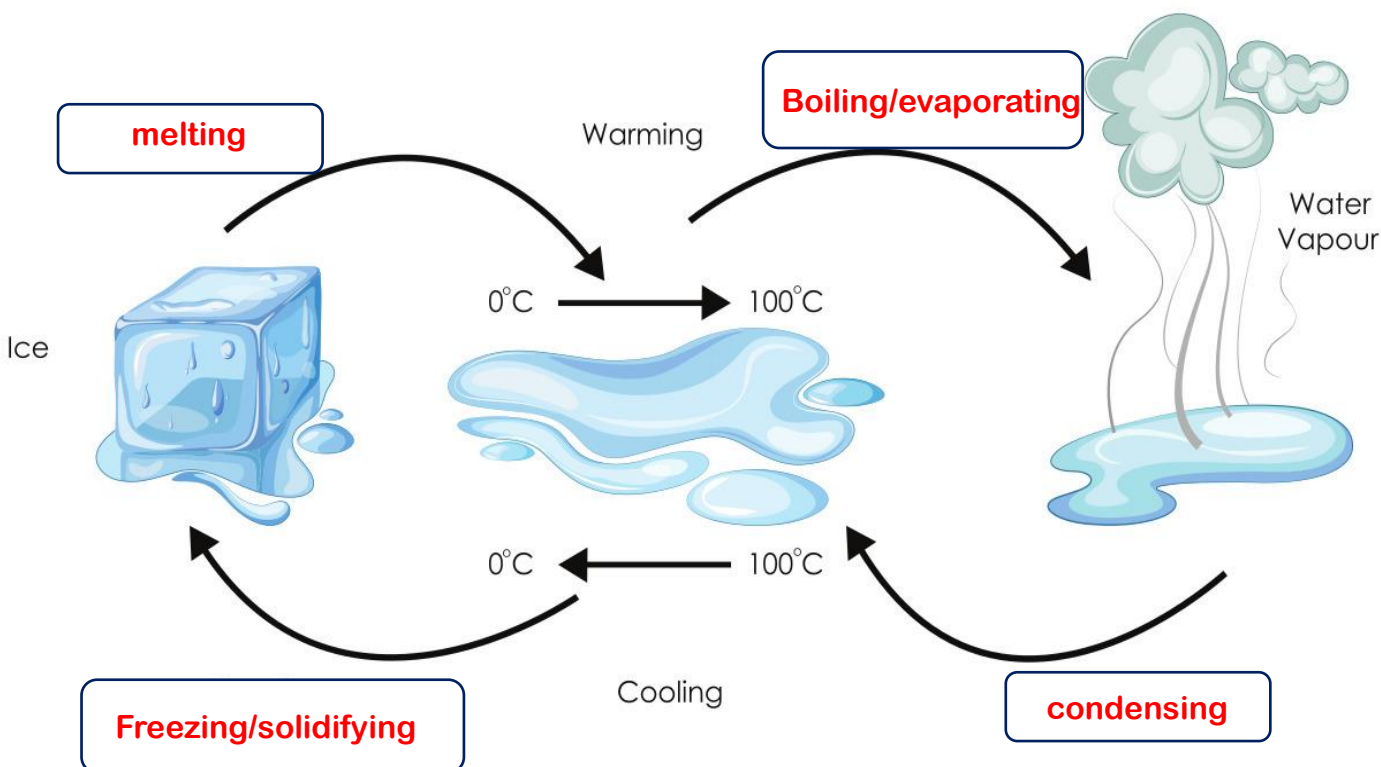 melting
Boiling/evaporating
Warming
Water
Vapour
0°C
100°C
Ice
0°C
100°C
Cooling
Freezing/solidifying
condensing